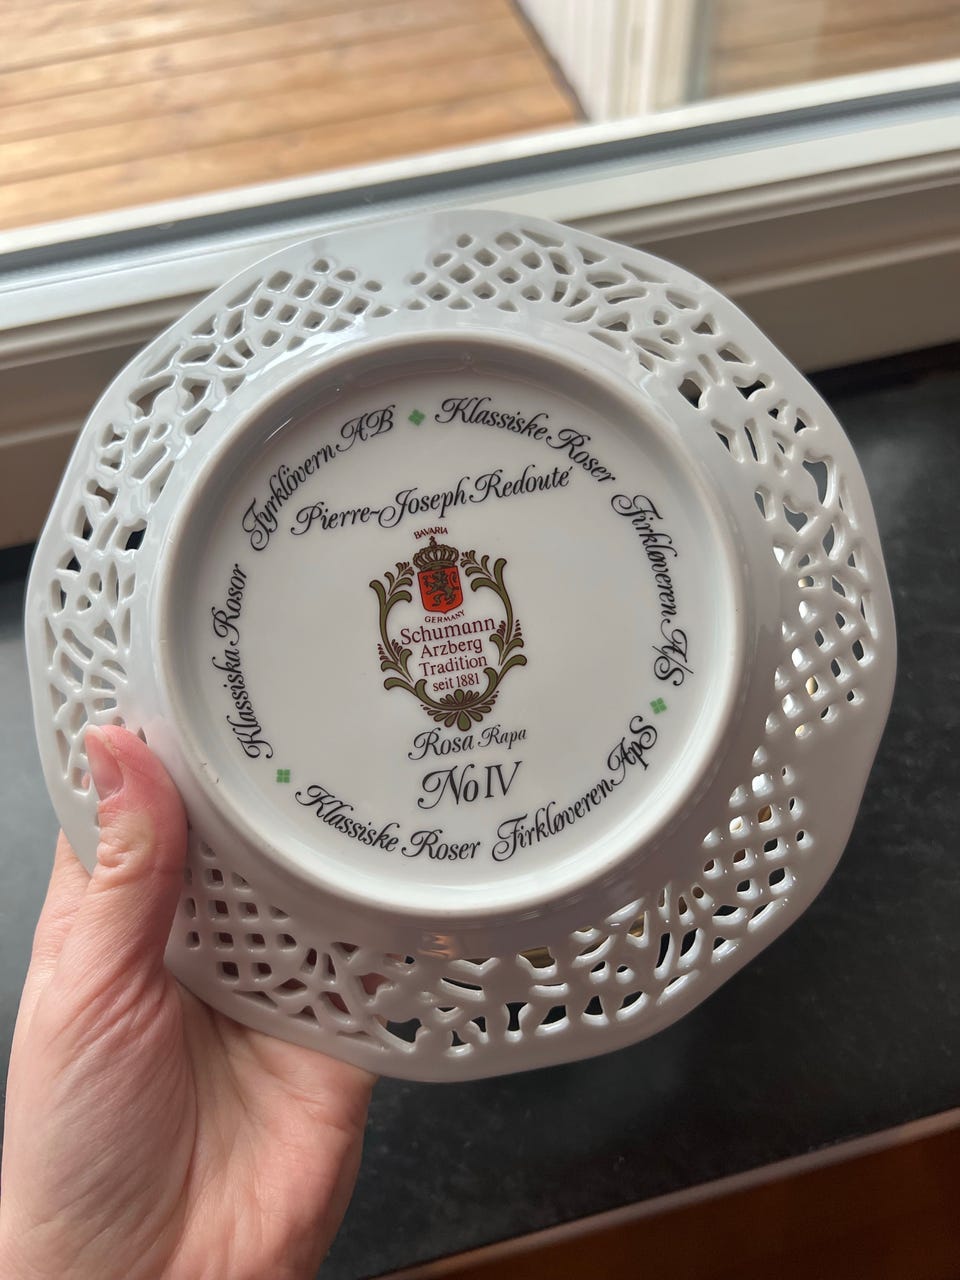 Fyrklövern AB
Klassiske Roser
Firkløveren A/S
Firkløveren ApS
Klassiske Roser
Klassiska Rosor
Pierre-Joseph Redouté
BAVARIA
GERMANY
Schumann
Arzberg
Tradition
seit 1881
Rosa Rapa
No IV